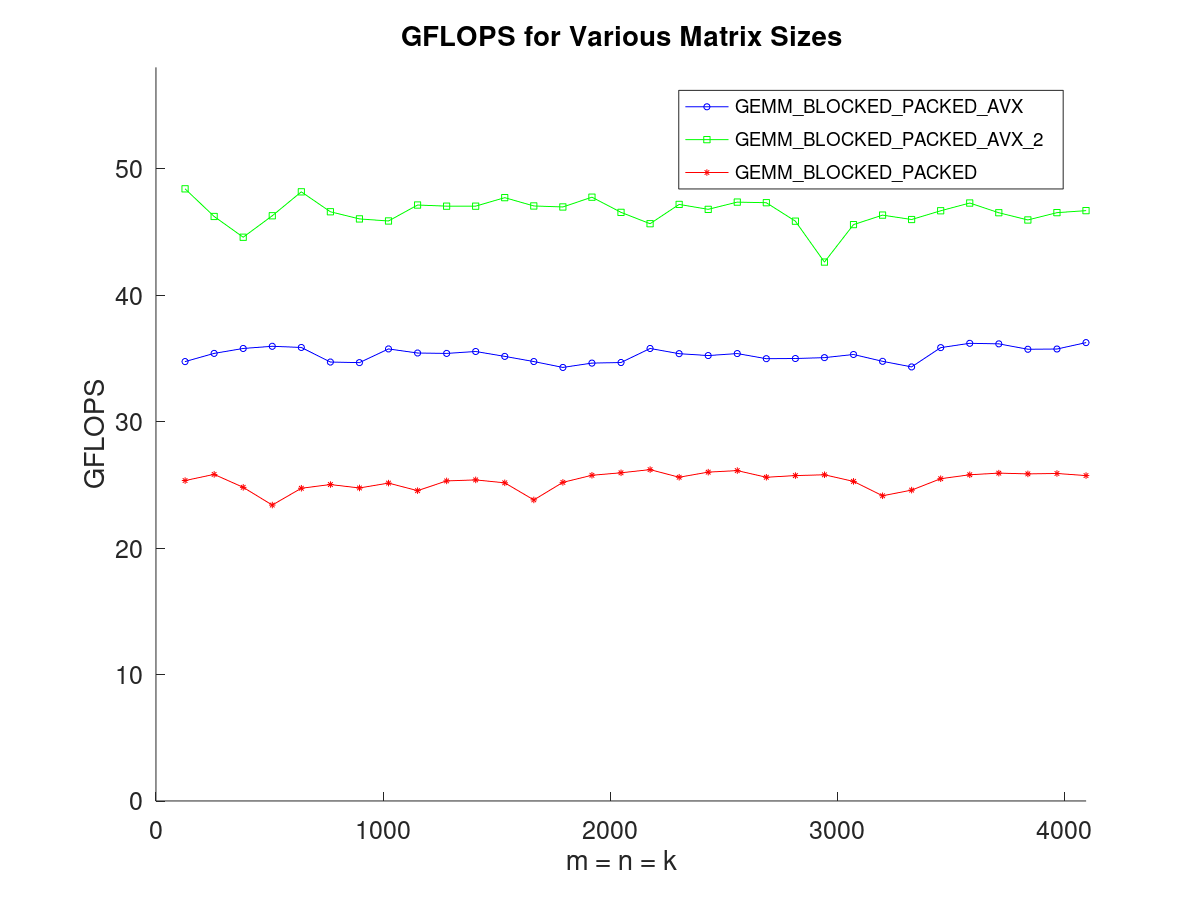 GFLOPS for Various Matrix Sizes
GEMM_BLOCKED_PACKED_AVX
GEMM_BLOCKED_PACKED_AVX_2
GEMM_BLOCKED_PACKED
50
40
30
20
10
0
GFLOPS
0 1000 2000 3000 4000
m = n = k